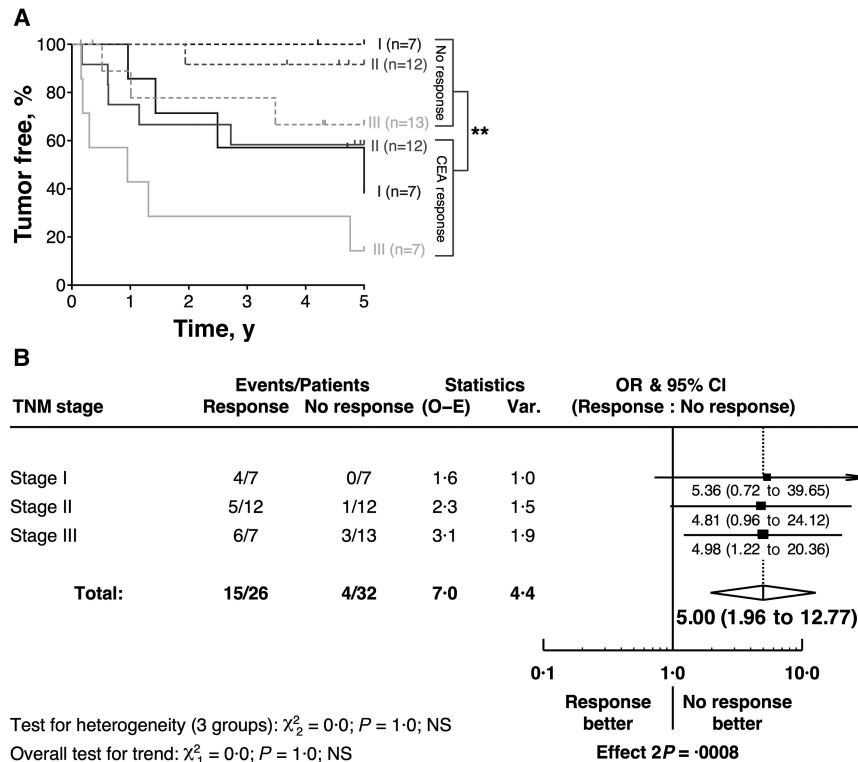 A
100
80
60
40
20
0
Tumor free, %
0 1 2 3 4 5
Time, y
I (n=7)
II (n=12)
III (n=13)
II (n=12)
I (n=7)
III (n=7)
No response
CEA response
**
B
Events/Patients Statistics OR & 95% CI
TNM stage Response No response (O–E) Var. (Response : No response)
Stage I 4/7 0/7 1·6 1·0
5.36 (0.72 to 39.65)
Stage II 5/12 1/12 2·3 1·5
4.81 (0.96 to 24.12)
Stage III 6/7 3/13 3·1 1·9
4.98 (1.22 to 20.36)
Total: 15/26 4/32 7·0 4·4
5.00 (1.96 to 12.77)
0·1 1·0 10·0
Response better
No response better
Test for heterogeneity (3 groups): χ²₂ = 0·0; P = 1·0; NS
Overall test for trend: χ²₁ = 0·0; P = 1·0; NS
Effect 2P = ·0008